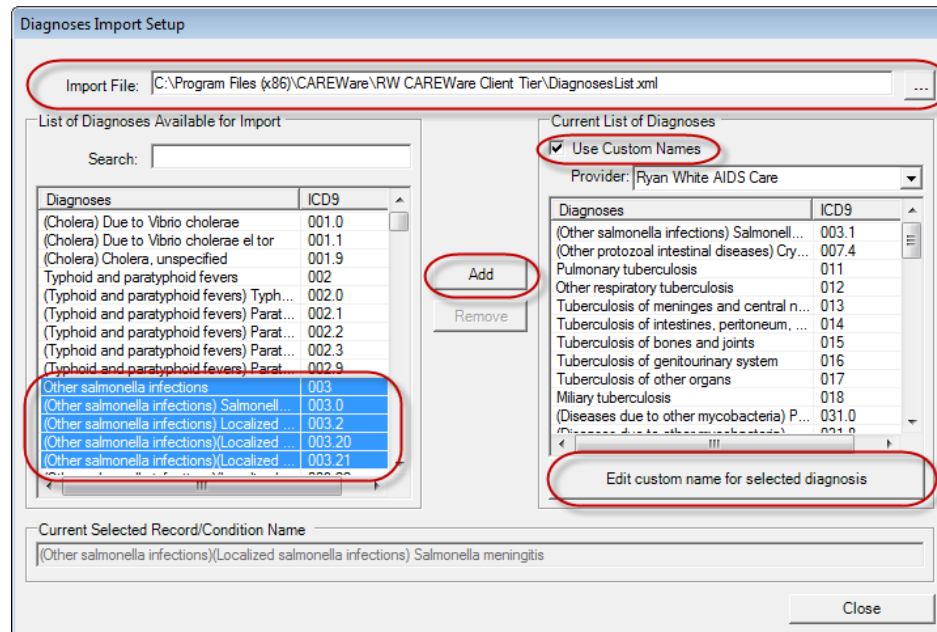 Diagnoses Import Setup
Import File: C:\Program Files (x86)\CAREWare\RW CAREWare Client Tier\DiagnosesList.xml ...
List of Diagnoses Available for Import
Search:
Diagnoses ICD9
(Cholera) Due to Vibrio cholerae 001.0
(Cholera) Due to Vibrio cholerae el tor 001.1
(Cholera) Cholera, unspecified 001.9
Typhoid and paratyphoid fevers 002
(Typhoid and paratyphoid fevers) Typh... 002.0
(Typhoid and paratyphoid fevers) Parat... 002.1
(Typhoid and paratyphoid fevers) Parat... 002.2
(Typhoid and paratyphoid fevers) Parat... 002.3
(Typhoid and paratyphoid fevers) Parat... 002.9
Other salmonella infections 003
(Other salmonella infections) Salmonell... 003.0
(Other salmonella infections) Localized ... 003.2
(Other salmonella infections)(Localized ... 003.20
(Other salmonella infections)(Localized ... 003.21
Add
Remove
Current List of Diagnoses
Use Custom Names
Provider: Ryan White AIDS Care
Diagnoses ICD9
(Other salmonella infections) Salmonell... 003.1
(Other protozoal intestinal diseases) Cry... 007.4
Pulmonary tuberculosis 011
Other respiratory tuberculosis 012
Tuberculosis of meninges and central n... 013
Tuberculosis of intestines, peritoneum, ... 014
Tuberculosis of bones and joints 015
Tuberculosis of genitourinary system 016
Tuberculosis of other organs 017
Miliary tuberculosis 018
(Diseases due to other mycobacteria) P... 031.0
Edit custom name for selected diagnosis
Current Selected Record/Condition Name
(Other salmonella infections)(Localized salmonella infections) Salmonella meningitis
Close